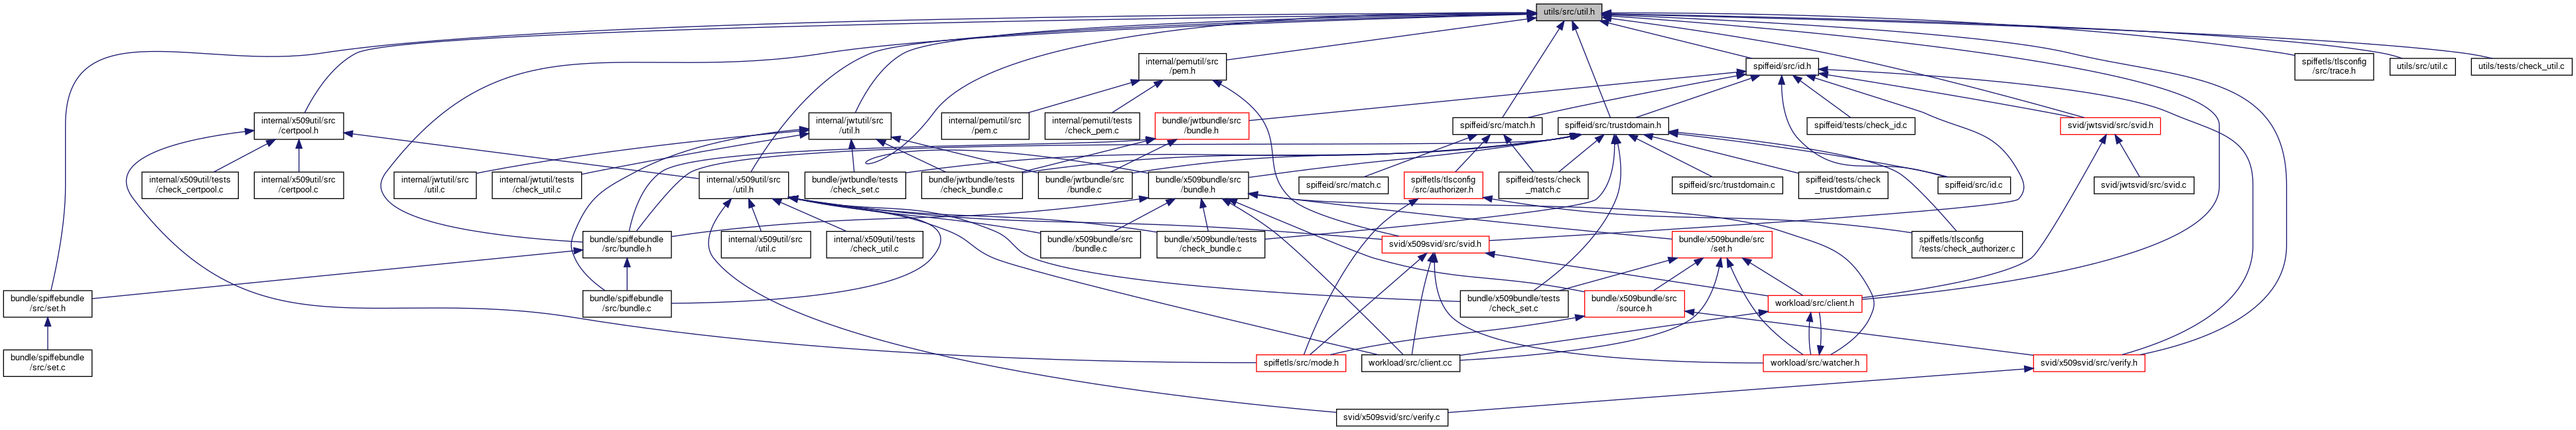 utils/src/util.h
internal/pemutil/src
/pem.h
spiffeid/src/id.h
spiffetls/tlsconfig
/src/trace.h
utils/src/util.c
utils/tests/check_util.c
internal/x509util/src
/certpool.h
internal/jwtutil/src
/util.h
internal/pemutil/src
/pem.c
internal/pemutil/tests
/check_pem.c
bundle/jwtbundle/src
/bundle.h
spiffeid/src/match.h
spiffeid/src/trustdomain.h
spiffeid/tests/check_id.c
svid/jwtsvid/src/svid.h
internal/x509util/tests
/check_certpool.c
internal/x509util/src
/certpool.c
internal/jwtutil/src
/util.c
internal/jwtutil/tests
/check_util.c
internal/x509util/src
/util.h
bundle/jwtbundle/tests
/check_set.c
bundle/jwtbundle/tests
/check_bundle.c
bundle/jwtbundle/src
/bundle.c
bundle/x509bundle/src
/bundle.h
spiffeid/src/match.c
spiffetls/tlsconfig
/src/authorizer.h
spiffeid/tests/check
_match.c
spiffeid/src/trustdomain.c
spiffeid/tests/check
_trustdomain.c
spiffeid/src/id.c
svid/jwtsvid/src/svid.c
bundle/spiffebundle
/src/bundle.h
internal/x509util/src
/util.c
internal/x509util/tests
/check_util.c
bundle/x509bundle/src
/bundle.c
bundle/x509bundle/tests
/check_bundle.c
svid/x509svid/src/svid.h
bundle/x509bundle/src
/set.h
spiffetls/tlsconfig
/tests/check_authorizer.c
bundle/spiffebundle
/src/set.h
bundle/spiffebundle
/src/bundle.c
bundle/x509bundle/tests
/check_set.c
bundle/x509bundle/src
/source.h
workload/src/client.h
bundle/spiffebundle
/src/set.c
spiffetls/src/mode.h
workload/src/client.cc
workload/src/watcher.h
svid/x509svid/src/verify.h
svid/x509svid/src/verify.c